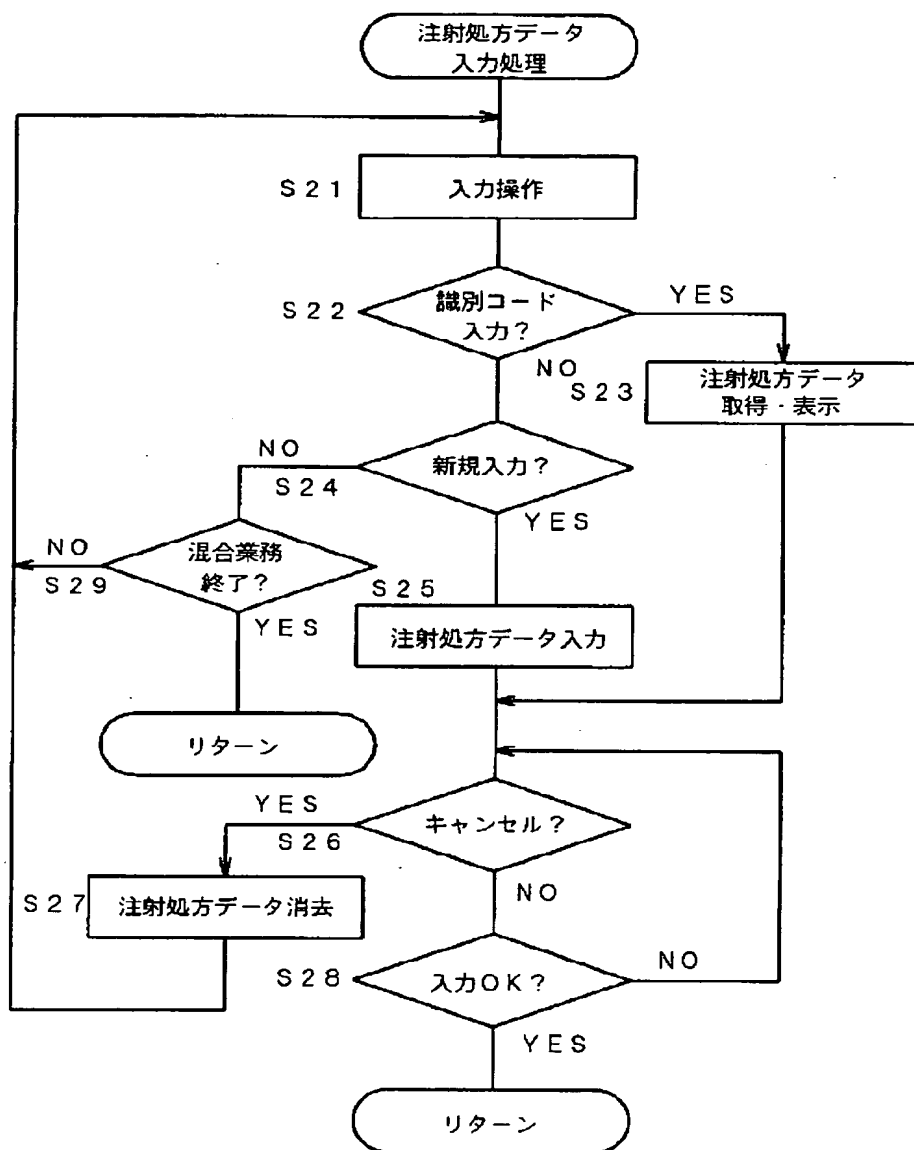 注射処方データ
入力処理
S21
入力操作
S22
識別コード
入力?
YES
NO
S23
注射処方データ
取得・表示
NO
S24
新規入力?
YES
NO
S29
混合業務
終了?
YES
S25
注射処方データ入力
リターン
YES
S26
キャンセル?
NO
S27
注射処方データ消去
S28
入力OK?
NO
YES
リターン